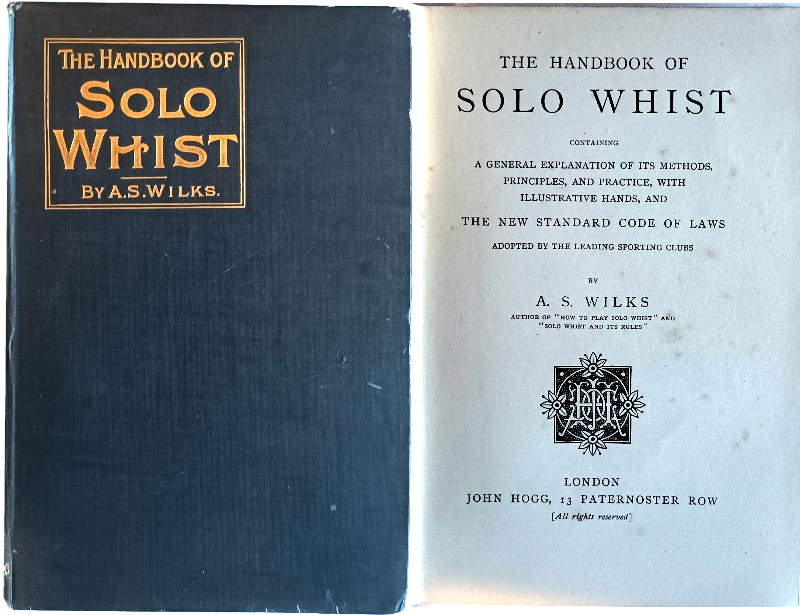 THE HANDBOOK OF
SOLO
WHIST
BY A.S. WILKS.
THE HANDBOOK OF
SOLO WHIST
CONTAINING
A GENERAL EXPLANATION OF ITS METHODS,
PRINCIPLES, AND PRACTICE, WITH
ILLUSTRATIVE HANDS, AND
THE NEW STANDARD CODE OF LAWS
ADOPTED BY THE LEADING SPORTING CLUBS
BY
A. S. WILKS
AUTHOR OF "HOW TO PLAY SOLO WHIST" AND
"SOLO WHIST AND ITS RULES"
LONDON
JOHN HOGG, 13 PATERNOSTER ROW
[All rights reserved]